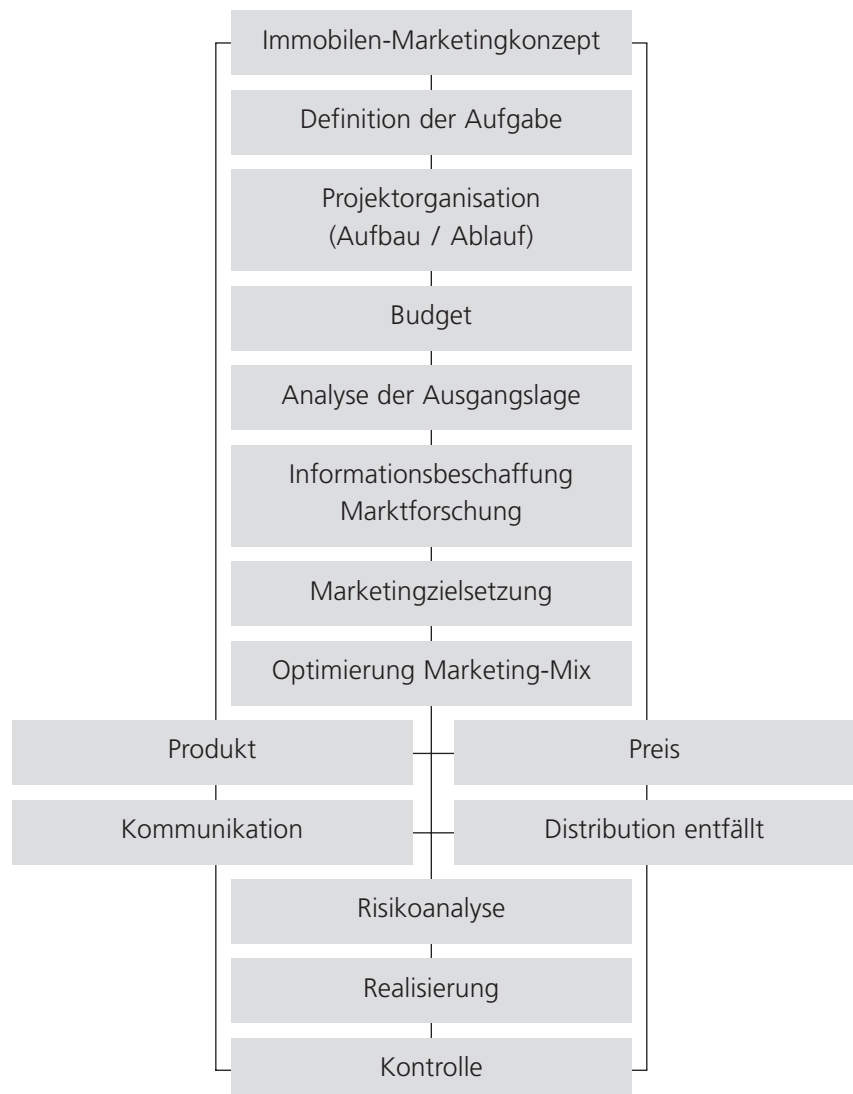 Immobilen-Marketingkonzept
Definition der Aufgabe
Projektorganisation
(Aufbau / Ablauf)
Budget
Analyse der Ausgangslage
Informationsbeschaffung
Marktforschung
Marketingzielsetzung
Optimierung Marketing-Mix
Produkt
Preis
Kommunikation
Distribution entfällt
Risikoanalyse
Realisierung
Kontrolle